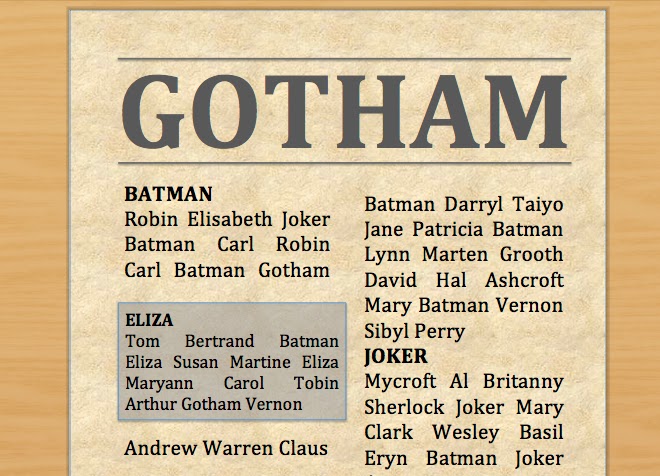 GOTHAM
BATMAN
Robin Elisabeth Joker
Batman Carl Robin
Carl Batman Gotham
ELIZA
Tom Bertrand Batman
Eliza Susan Martine Eliza
Maryann Carol Tobin
Arthur Gotham Vernon
Andrew Warren Claus
Batman Darryl Taiyo
Jane Patricia Batman
Lynn Marten Grooth
David Hal Ashcroft
Mary Batman Vernon
Sibyl Perry
JOKER
Mycroft Al Britanny
Sherlock Joker Mary
Clark Wesley Basil
Eryn Batman Joker